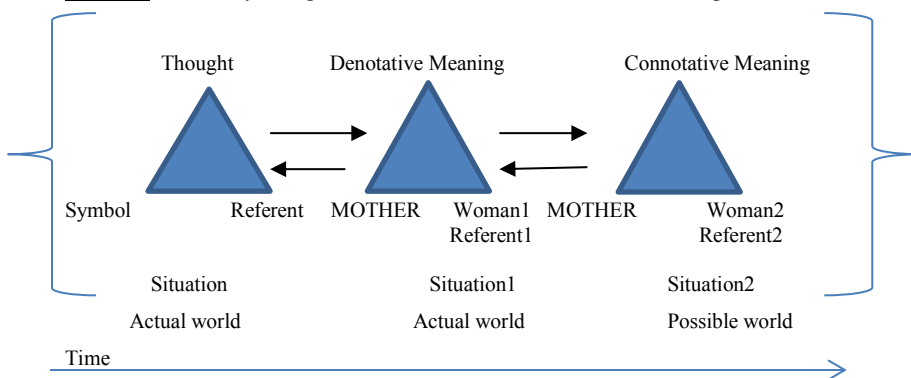 Thought Denotative Meaning Connotative Meaning
Symbol Referent MOTHER Woman1 MOTHER Woman2
Referent1 Referent2
Situation Situation1 Situation2
Actual world Actual world Possible world
Time